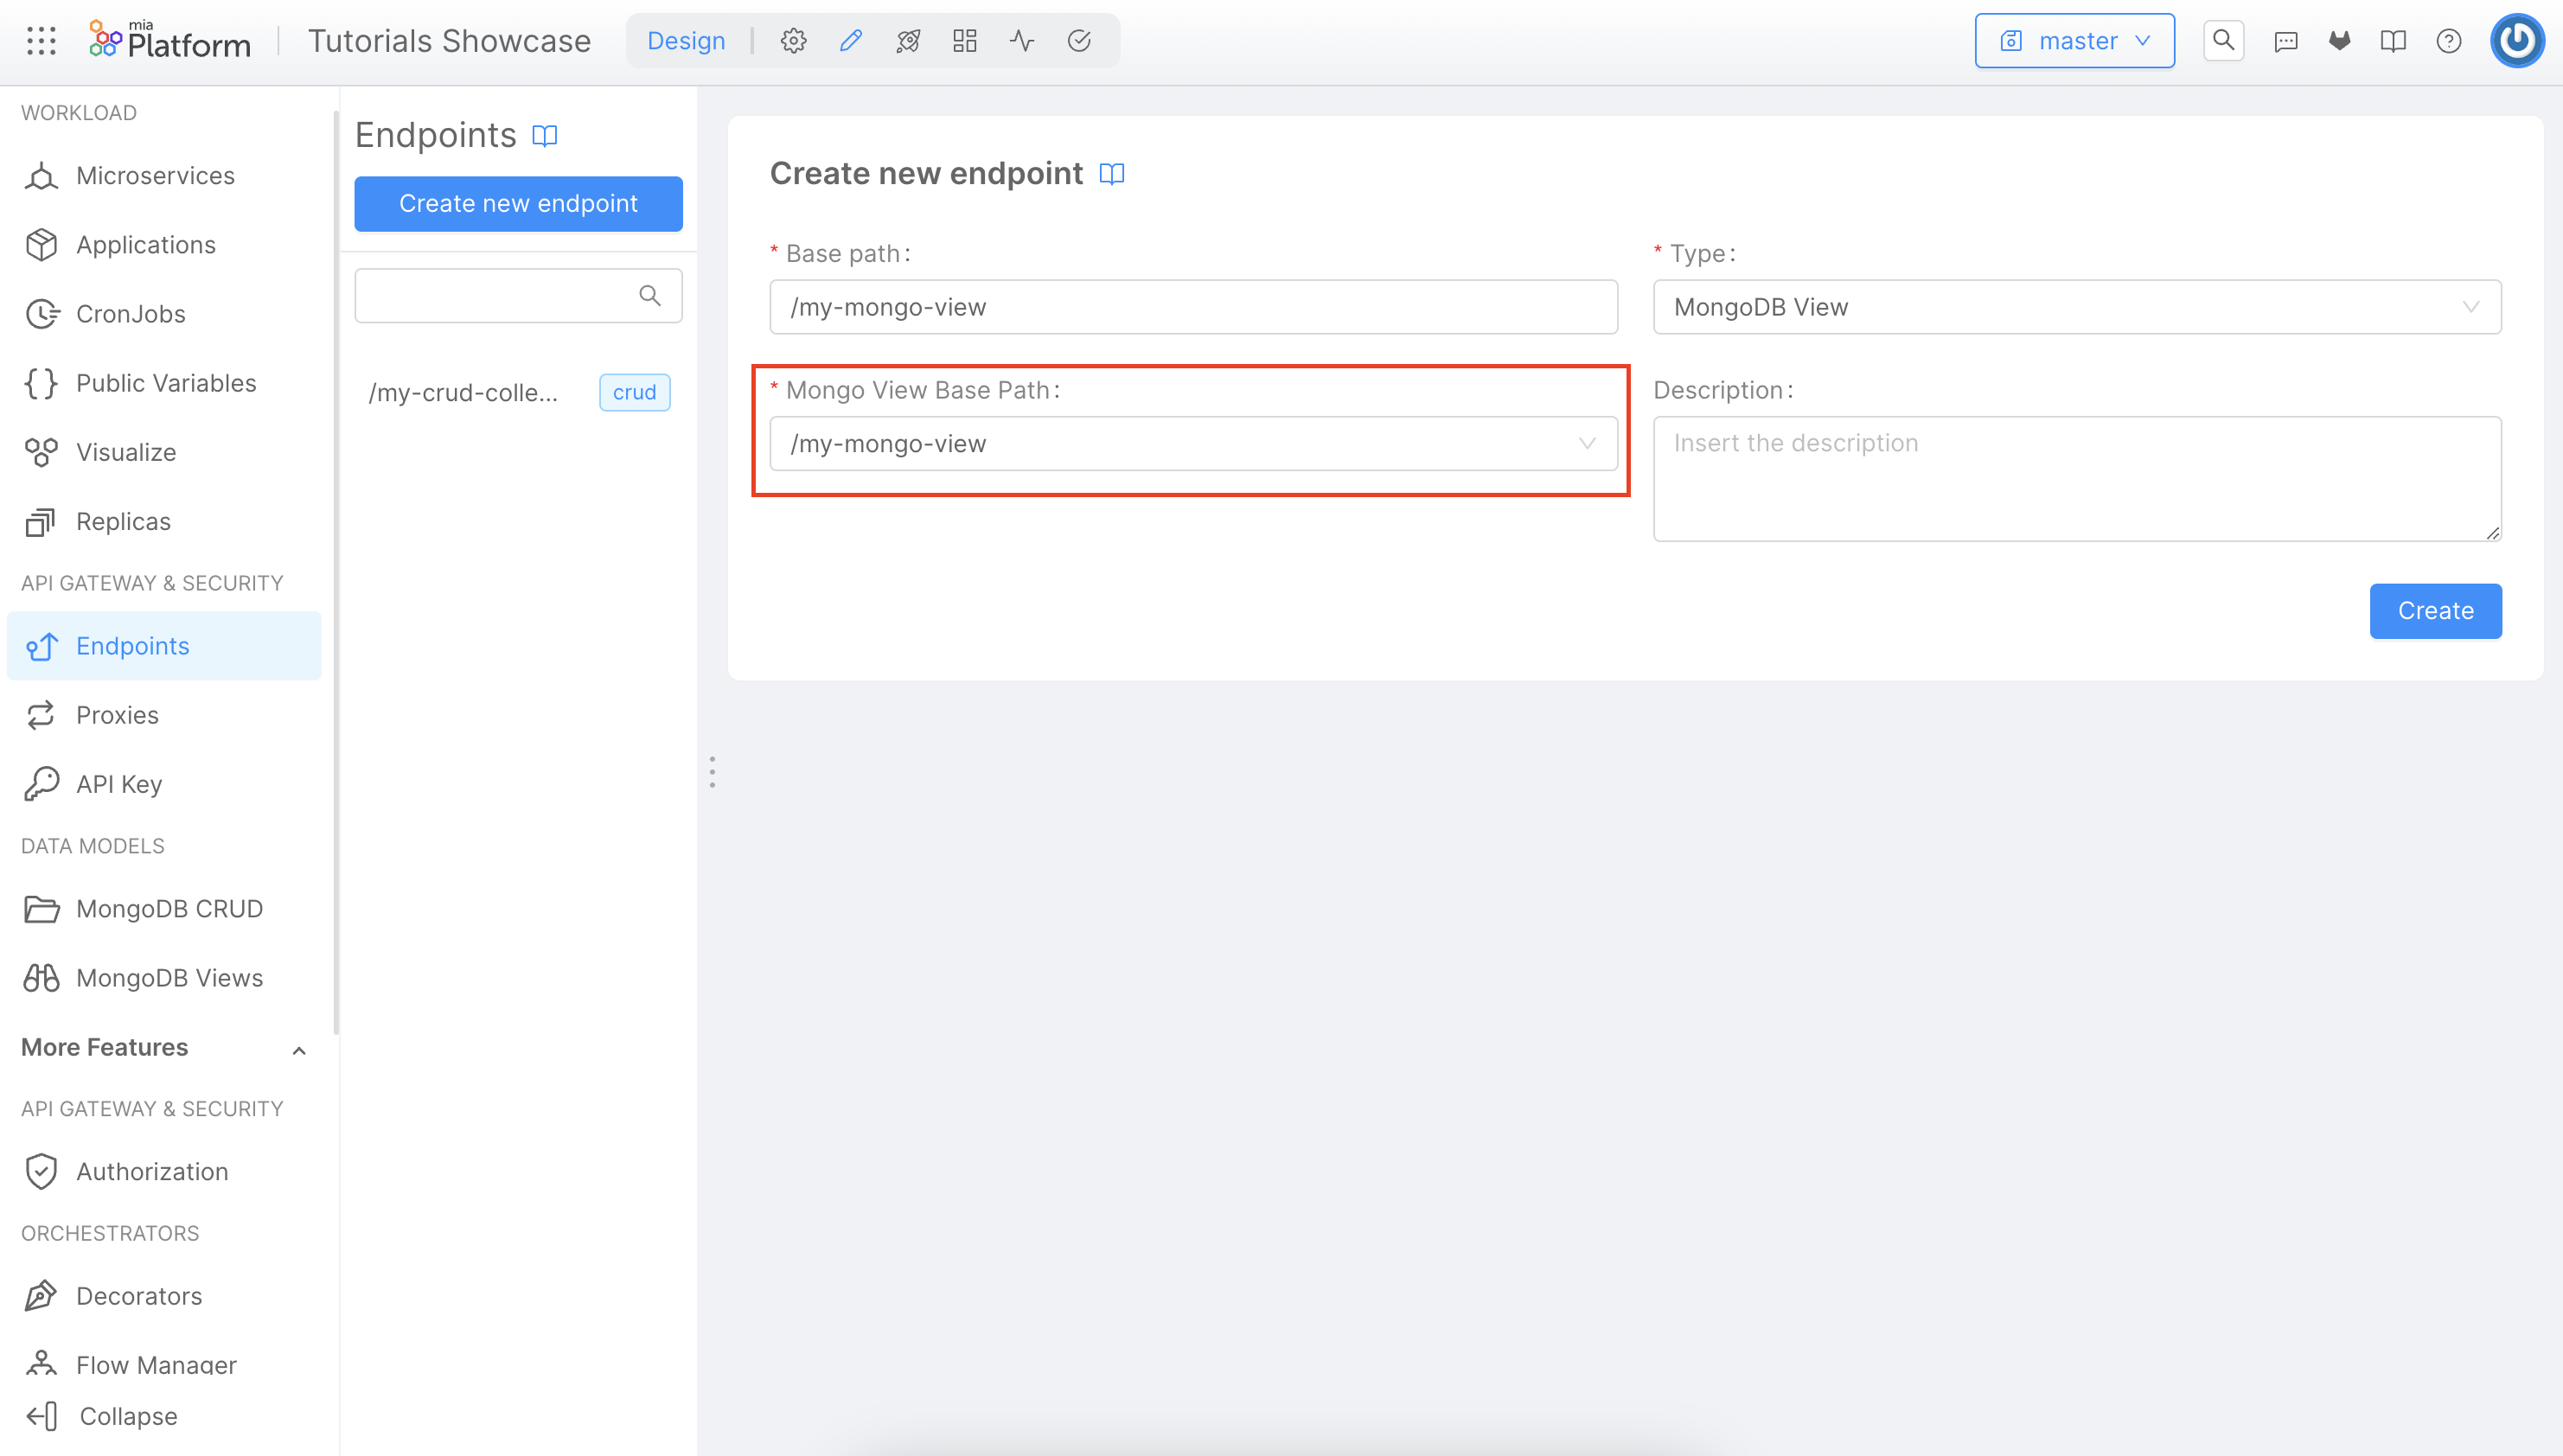 mia
Platform
Tutorials Showcase
Design
master
WORKLOAD
Microservices
Applications
CronJobs
Public Variables
Visualize
Replicas
API GATEWAY & SECURITY
Endpoints
Proxies
API Key
DATA MODELS
MongoDB CRUD
MongoDB Views
More Features
API GATEWAY & SECURITY
Authorization
ORCHESTRATORS
Decorators
Flow Manager
Collapse
Endpoints
Create new endpoint
/my-crud-colle... crud
Create new endpoint
* Base path:
/my-mongo-view
* Type:
MongoDB View
* Mongo View Base Path:
/my-mongo-view
Description:
Insert the description
Create